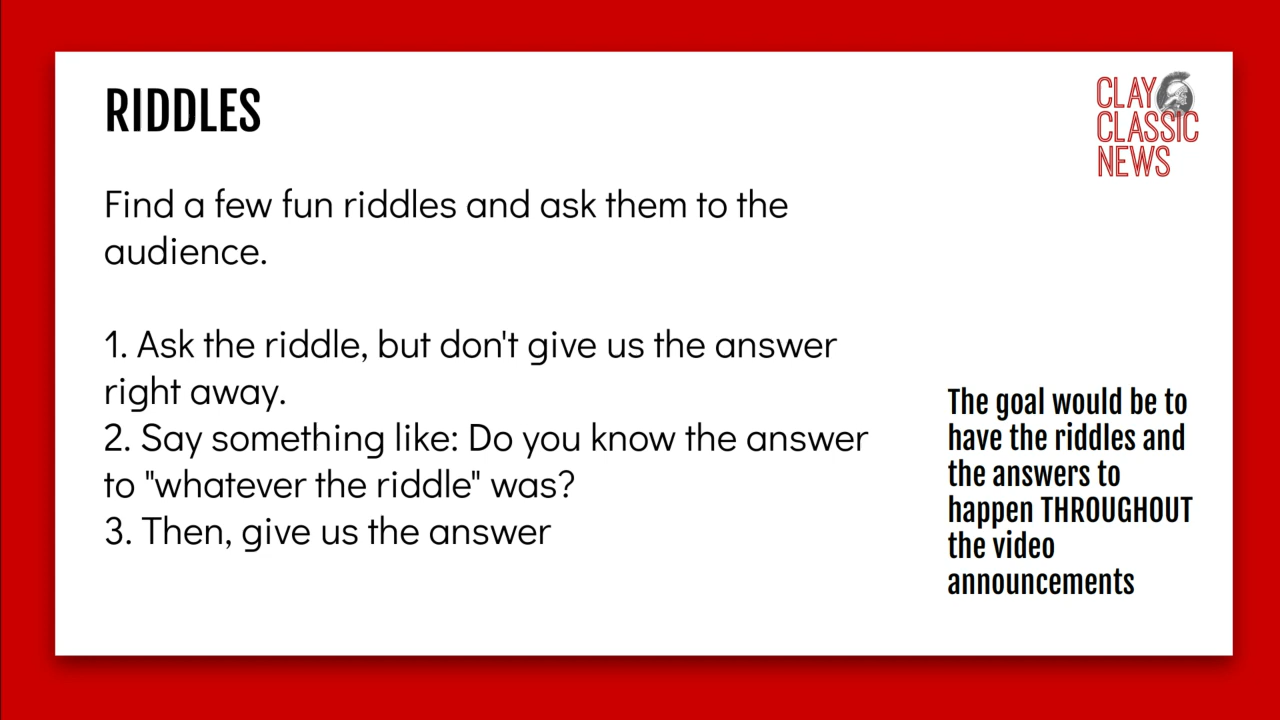 RIDDLES
CLAY
CLASSIC
NEWS
Find a few fun riddles and ask them to the
audience.
1. Ask the riddle, but don't give us the answer
right away.
2. Say something like: Do you know the answer
to "whatever the riddle" was?
3. Then, give us the answer
The goal would be to
have the riddles and
the answers to
happen THROUGHOUT
the video
announcements